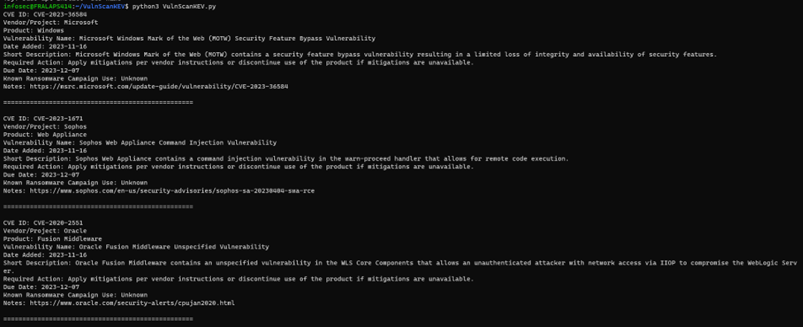 infosec@FRALAP5414:~/VulnScanKEV$ python3 VulnScanKEV.py
CVE ID: CVE-2023-36584
Vendor/Project: Microsoft
Product: Windows
Vulnerability Name: Microsoft Windows Mark of the Web (MOTW) Security Feature Bypass Vulnerability
Date Added: 2023-11-16
Short Description: Microsoft Windows Mark of the Web (MOTW) contains a security feature bypass vulnerability resulting in a limited loss of integrity and availability of security features.
Required Action: Apply mitigations per vendor instructions or discontinue use of the product if mitigations are unavailable.
Due Date: 2023-12-07
Known Ransomware Campaign Use: Unknown
Notes: https://msrc.microsoft.com/update-guide/vulnerability/CVE-2023-36584
==================================================
CVE ID: CVE-2023-1671
Vendor/Project: Sophos
Product: Web Appliance
Vulnerability Name: Sophos Web Appliance Command Injection Vulnerability
Date Added: 2023-11-16
Short Description: Sophos Web Appliance contains a command injection vulnerability in the warn-proceed handler that allows for remote code execution.
Required Action: Apply mitigations per vendor instructions or discontinue use of the product if mitigations are unavailable.
Due Date: 2023-12-07
Known Ransomware Campaign Use: Unknown
Notes: https://www.sophos.com/en-us/security-advisories/sophos-sa-20230404-swa-rce
==================================================
CVE ID: CVE-2020-2551
Vendor/Project: Oracle
Product: Fusion Middleware
Vulnerability Name: Oracle Fusion Middleware Unspecified Vulnerability
Date Added: 2023-11-16
Short Description: Oracle Fusion Middleware contains an unspecified vulnerability in the WLS Core Components that allows an unauthenticated attacker with network access via IIOP to compromise the WebLogic Serv
er.
Required Action: Apply mitigations per vendor instructions or discontinue use of the product if mitigations are unavailable.
Due Date: 2023-12-07
Known Ransomware Campaign Use: Unknown
Notes: https://www.oracle.com/security-alerts/cpujan2020.html
==================================================